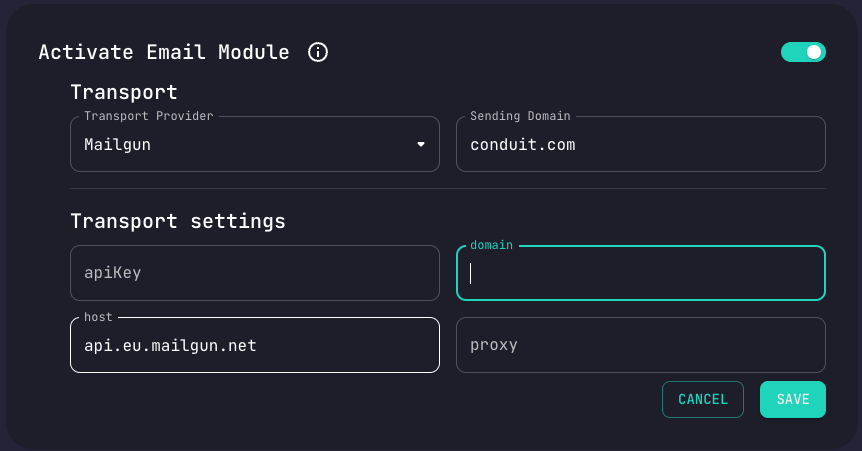 Activate Email Module
Transport
Transport Provider
Mailgun
Sending Domain
conduit.com
Transport settings
apiKey
domain
host
api.eu.mailgun.net
proxy
CANCEL
SAVE